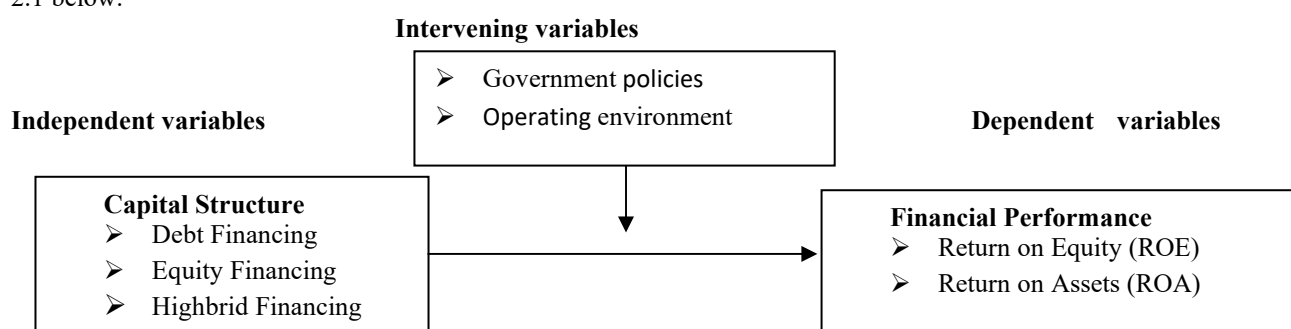 2.1 below:
Intervening variables
➢ Government policies
➢ Operating environment
Independent variables
Dependent variables
Capital Structure
➢ Debt Financing
➢ Equity Financing
➢ Highbrid Financing
Financial Performance
➢ Return on Equity (ROE)
➢ Return on Assets (ROA)